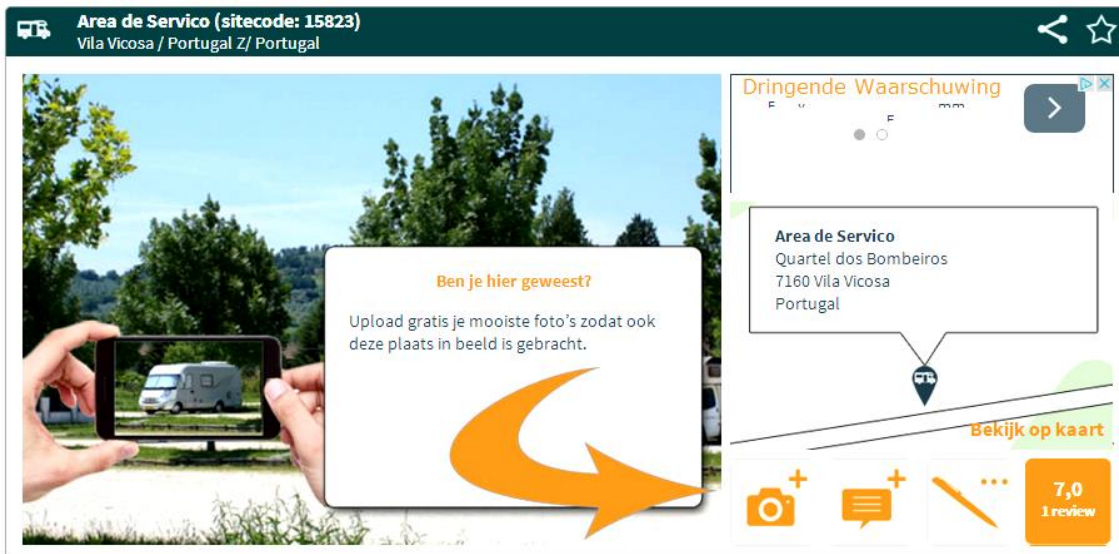 Area de Servico (sitecode: 15823)
Vila Vicosa / Portugal Z/ Portugal
Dringende Waarschuwing
Ben je hier geweest?
Upload gratis je mooiste foto's zodat ook
deze plaats in beeld is gebracht.
Area de Servico
Quartel dos Bombeiros
7160 Vila Vicosa
Portugal
Bekijk op kaart
7,0
1 review